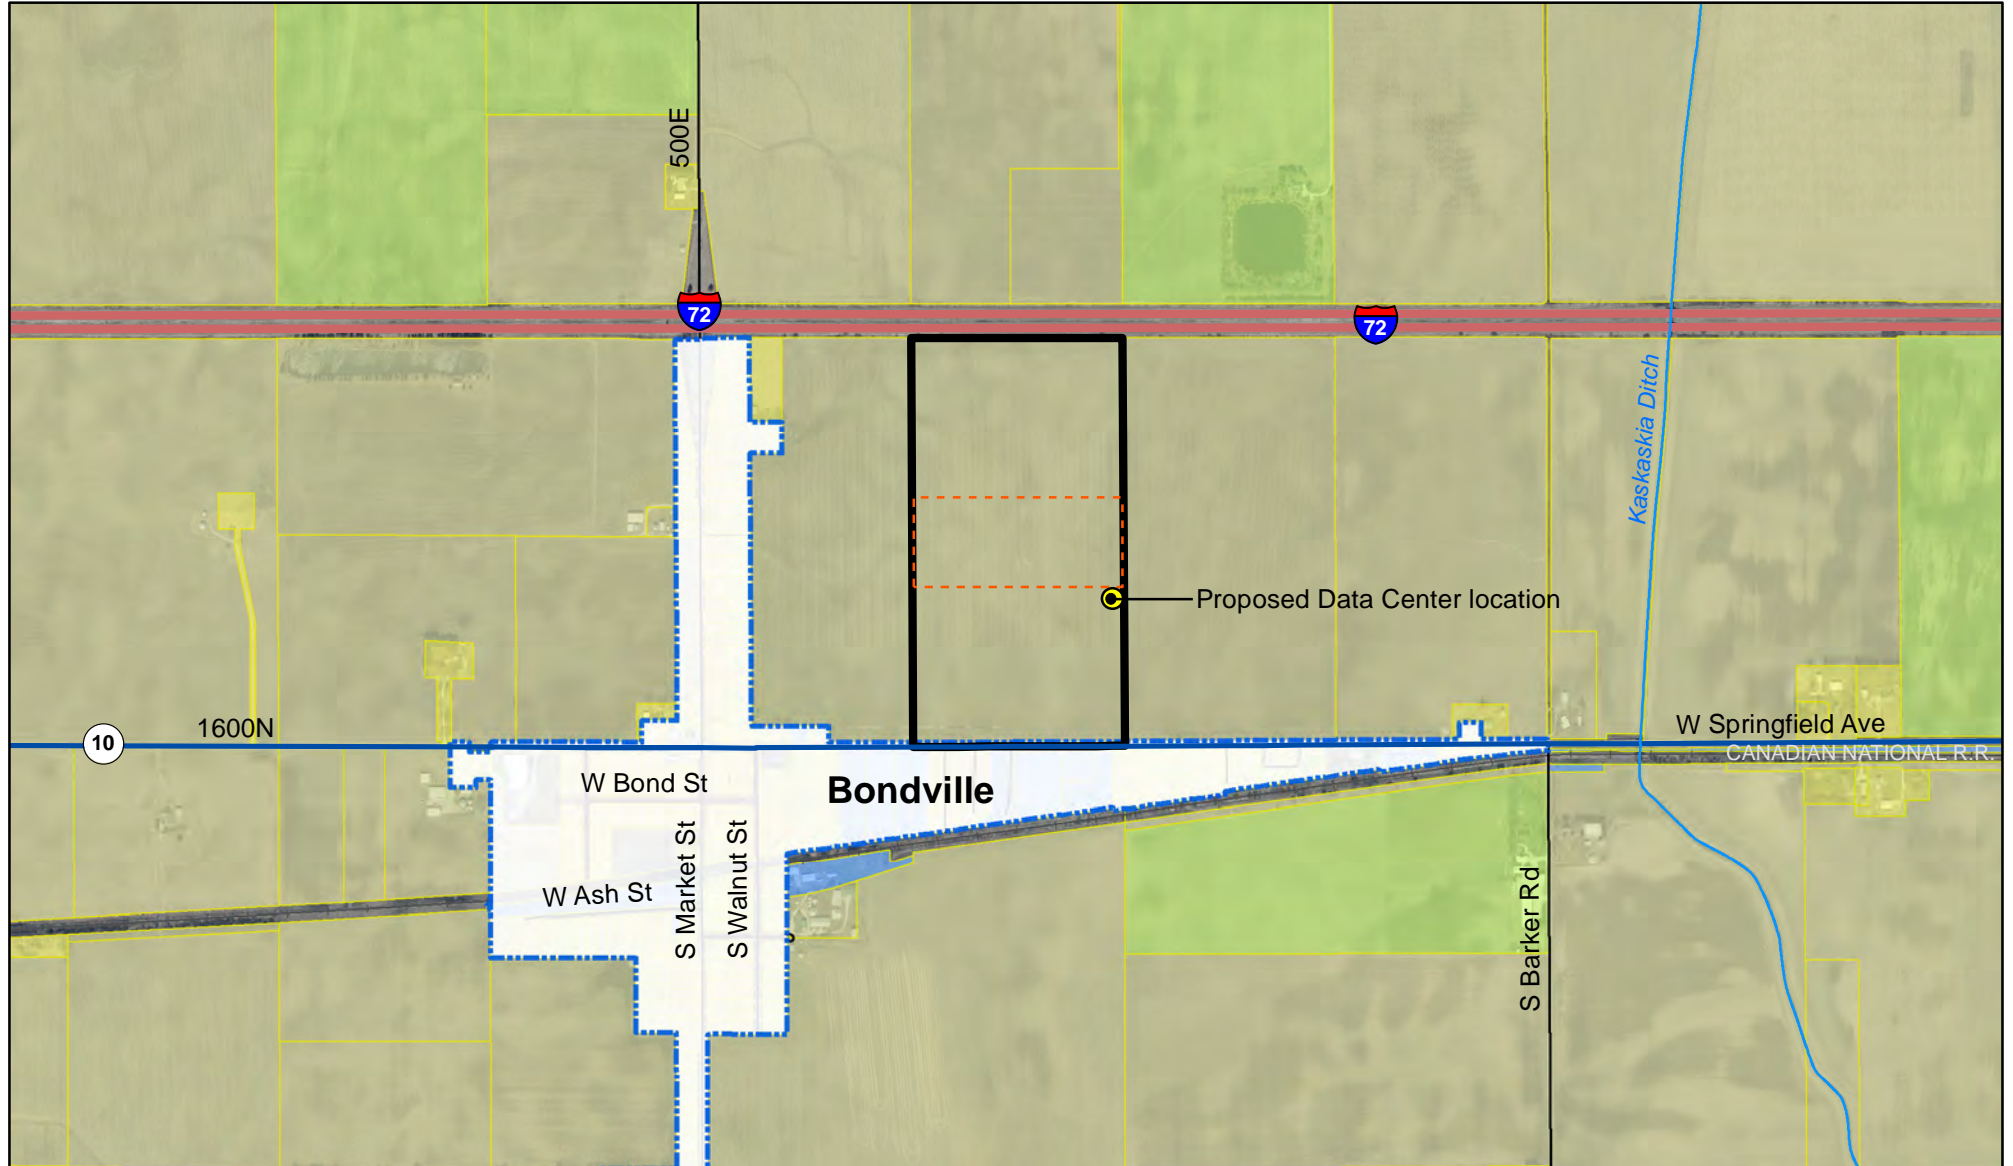 500E
72
72
Kaskaskia Ditch
Proposed Data Center location
10
1600N
W Springfield Ave
CANADIAN NATIONAL R.R.
W Bond St
Bondville
S Market St
S Walnut St
W Ash St
S Barker Rd